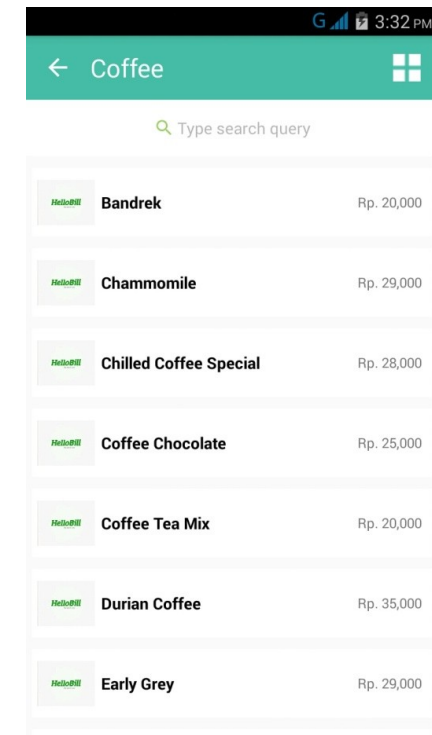 G 3:32 PM
Coffee
Type search query
HelloBill Bandrek Rp. 20,000
HelloBill Chammomile Rp. 29,000
HelloBill Chilled Coffee Special Rp. 28,000
HelloBill Coffee Chocolate Rp. 25,000
HelloBill Coffee Tea Mix Rp. 20,000
HelloBill Durian Coffee Rp. 35,000
HelloBill Early Grey Rp. 29,000